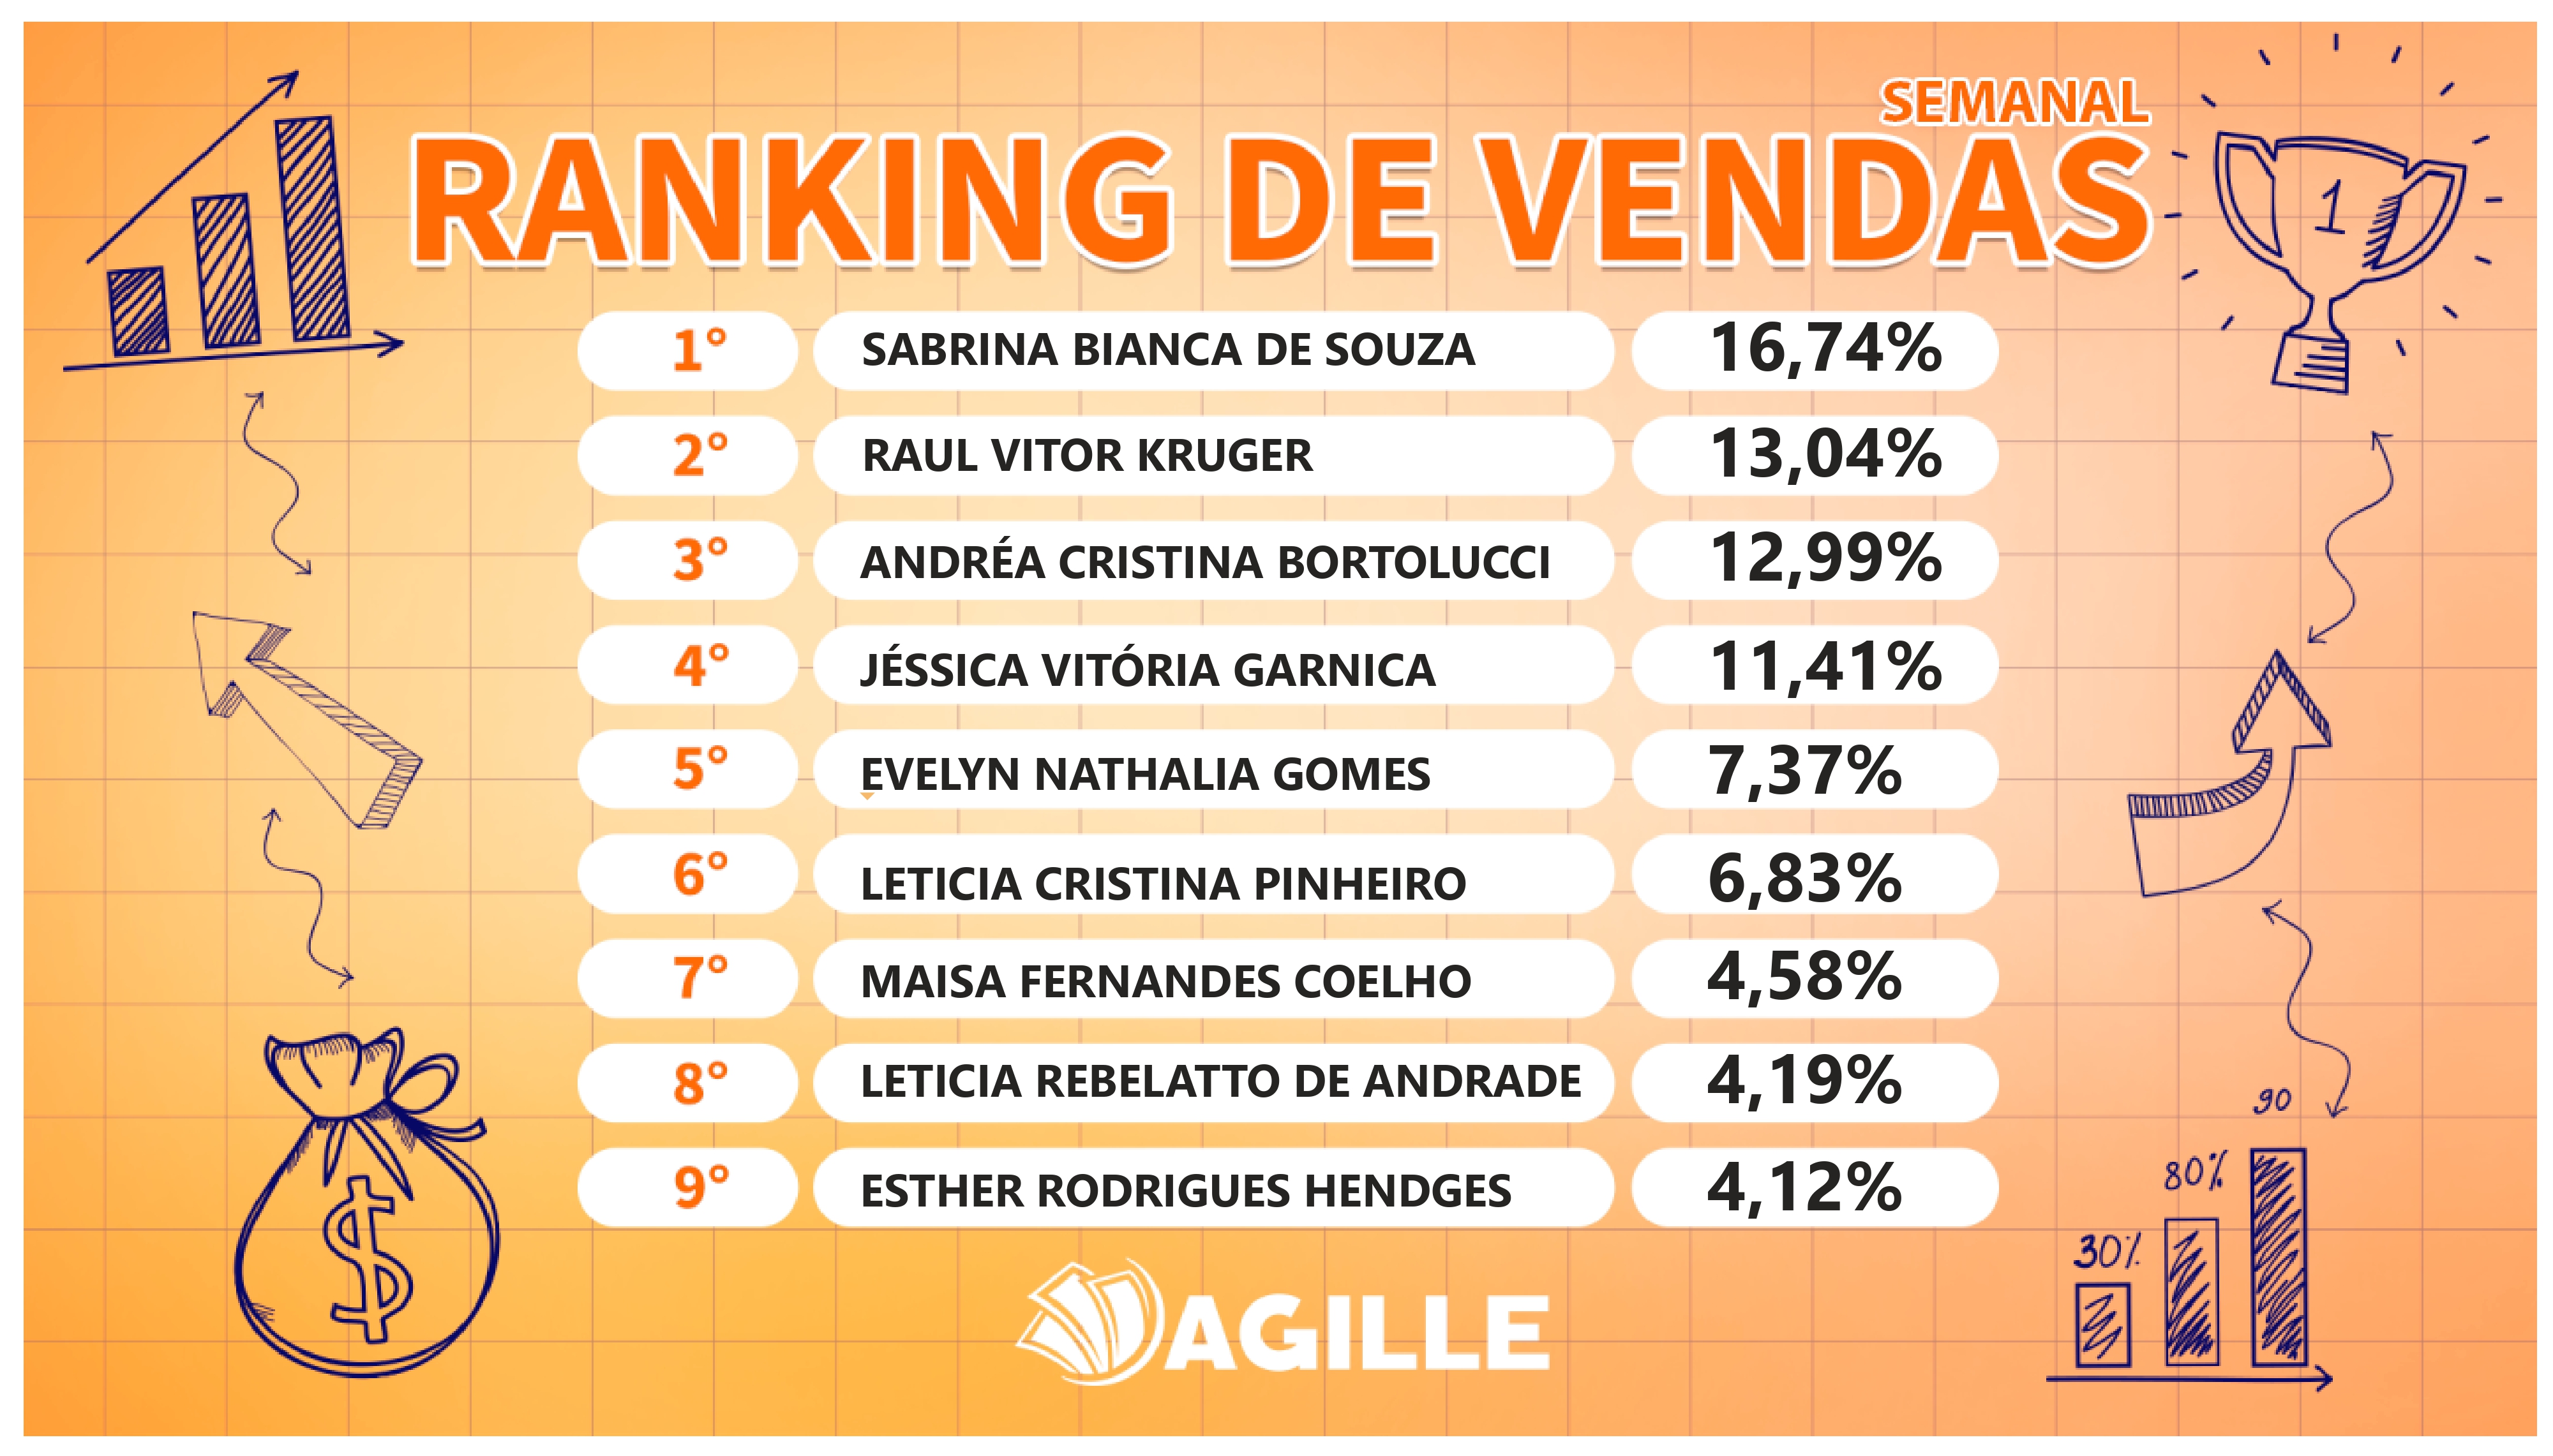 SEMANAL
RANKING DE VENDAS
1
1° SABRINA BIANCA DE SOUZA 16,74%
2° RAUL VITOR KRUGER 13,04%
3° ANDRÉA CRISTINA BORTOLUCCI 12,99%
4° JÉSSICA VITÓRIA GARNICA 11,41%
5° EVELYN NATHALIA GOMES 7,37%
6° LETICIA CRISTINA PINHEIRO 6,83%
7° MAISA FERNANDES COELHO 4,58%
8° LETICIA REBELATTO DE ANDRADE 4,19%
9° ESTHER RODRIGUES HENDGES 4,12%
$
90
80%
30%
AGILLE